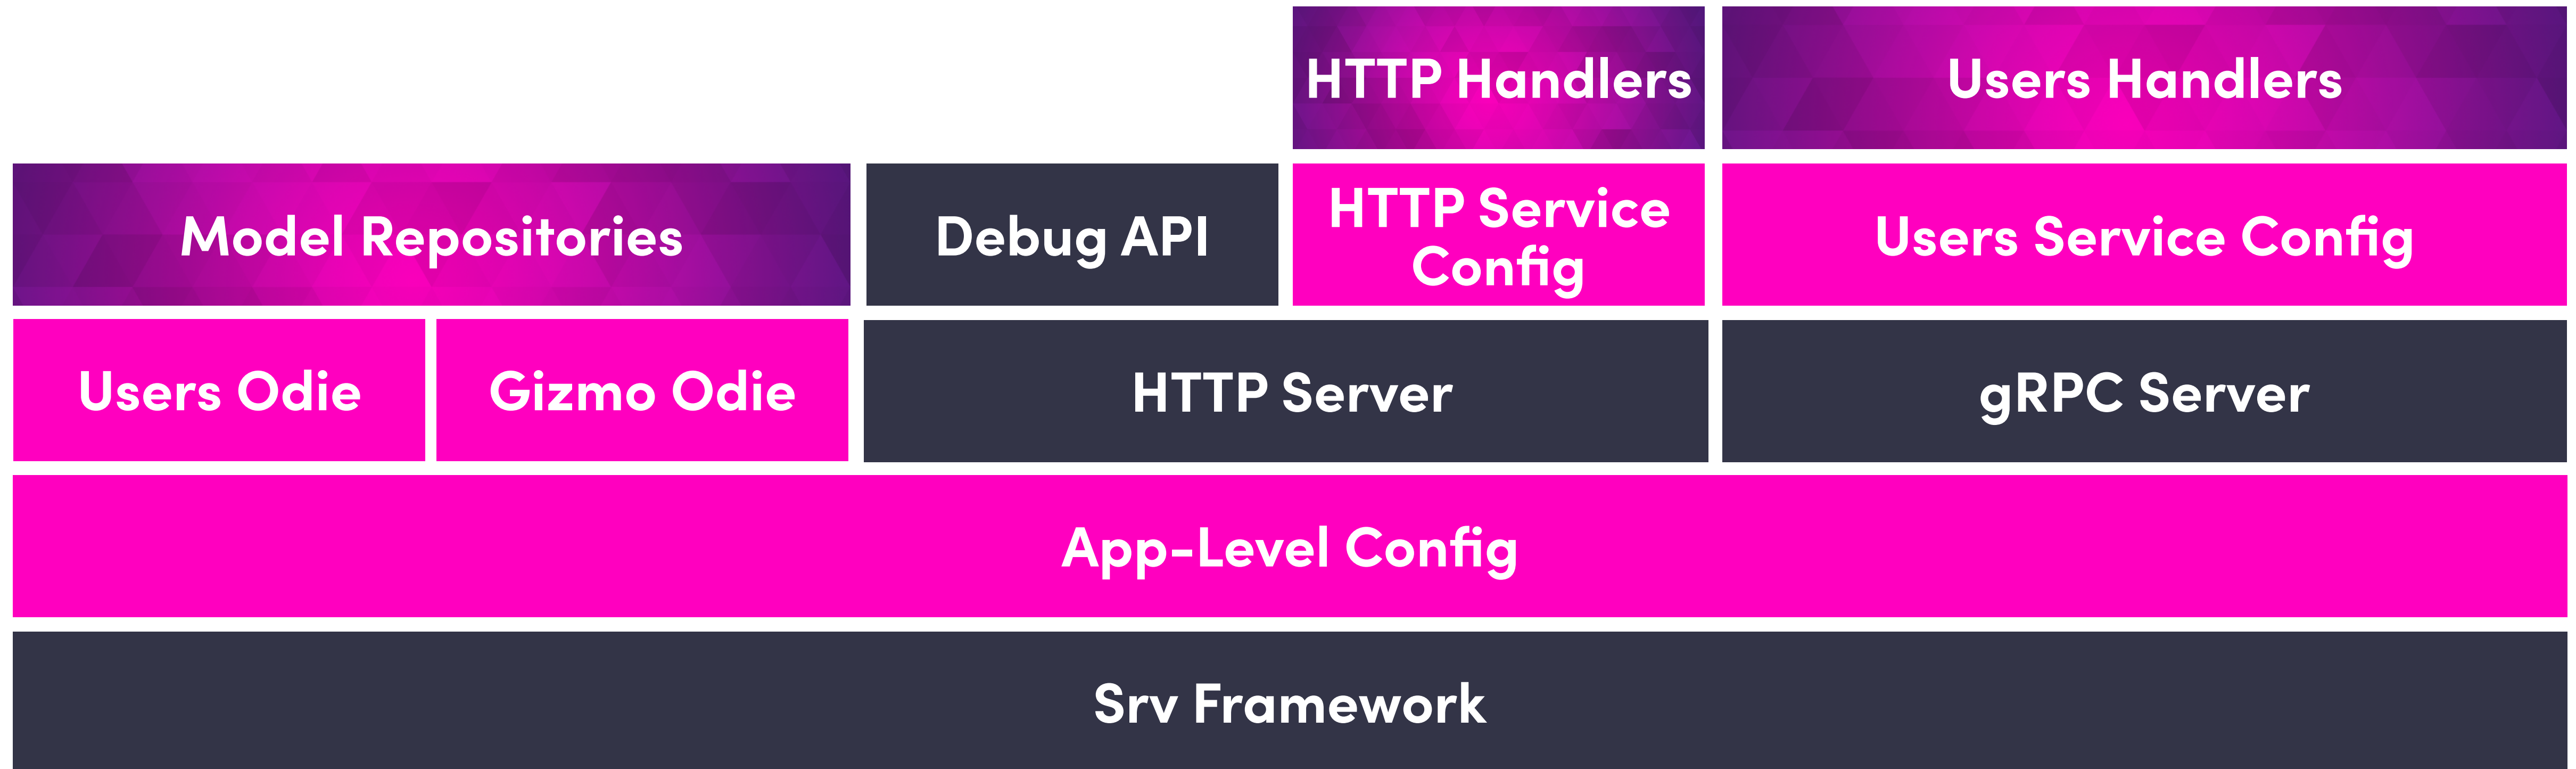 HTTP Handlers
Users Handlers
Model Repositories
Debug API
HTTP Service
Config
Users Service Config
Users Odie
Gizmo Odie
HTTP Server
gRPC Server
App-Level Config
Srv Framework